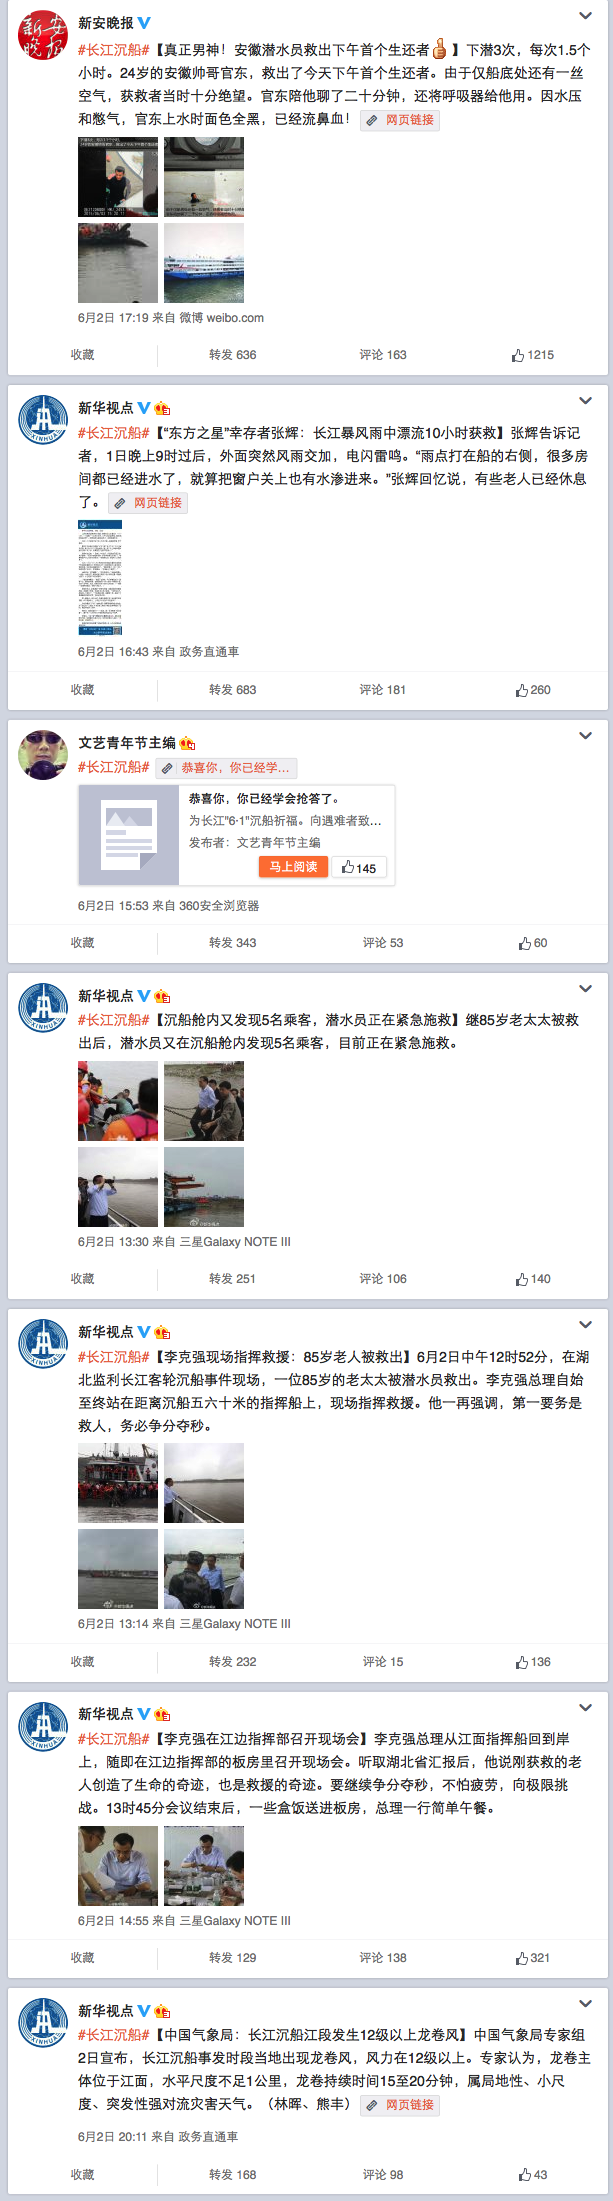 新安晚报
#长江沉船#【真正男神！安徽潜水员救出下午首个生还者】下潜3次，每次1.5个
小时。24岁的安徽帅哥官东，救出了今天下午首个生还者。由于仅船底处还有一丝
空气，获救者当时十分绝望。官东陪他聊了二十分钟，还将呼吸器给他用。因水压
和憋气，官东上水时面色全黑，已经流鼻血！ 网页链接
6月2日 17:19 来自 微博 weibo.com
收藏 转发 636 评论 163 1215
新华视点
#长江沉船#【“东方之星”幸存者张辉：长江暴风雨中漂流10小时获救】张辉告诉记
者，1日晚上9时过后，外面突然风雨交加，电闪雷鸣。“雨点打在船的右侧，很多房
间都已经进水了，就算把窗户关上也有水渗进来。”张辉回忆说，有些老人已经休息
了。 网页链接
6月2日 16:43 来自 政务直通車
收藏 转发 683 评论 181 260
文艺青年节主编
#长江沉船# 恭喜你，你已经学...
恭喜你，你已经学会抢答了。
为长江"6·1"沉船祈福。向遇难者致...
发布者：文艺青年节主编
马上阅读 145
6月2日 15:53 来自 360安全浏览器
收藏 转发 343 评论 53 60
新华视点
#长江沉船#【沉船舱内又发现5名乘客，潜水员正在紧急施救】继85岁老太太被救
出后，潜水员又在沉船舱内发现5名乘客，目前正在紧急施救。
6月2日 13:30 来自 三星Galaxy NOTE III
收藏 转发 251 评论 106 140
新华视点
#长江沉船#【李克强现场指挥救援：85岁老人被救出】6月2日中午12时52分，在湖
北监利长江客轮沉船事件现场，一位85岁的老太太被潜水员救出。李克强总理自始
至终站在距离沉船五六十米的指挥船上，现场指挥救援。他一再强调，第一要务是
救人，务必争分夺秒。
6月2日 13:14 来自 三星Galaxy NOTE III
收藏 转发 232 评论 15 136
新华视点
#长江沉船#【李克强在江边指挥部召开现场会】李克强总理从江面指挥船回到岸
上，随即在江边指挥部的板房里召开现场会。听取湖北省汇报后，他说刚获救的老
人创造了生命的奇迹，也是救援的奇迹。要继续争分夺秒，不怕疲劳，向极限挑
战。13时45分会议结束后，一些盒饭送进板房，总理一行简单午餐。
6月2日 14:55 来自 三星Galaxy NOTE III
收藏 转发 129 评论 138 321
新华视点
#长江沉船#【中国气象局：长江沉船江段发生12级以上龙卷风】中国气象局专家组
2日宣布，长江沉船事发时段当地出现龙卷风，风力在12级以上。专家认为，龙卷主
体位于江面，水平尺度不足1公里，龙卷持续时间15至20分钟，属局地性、小尺
度、突发性强对流灾害天气。（林晖、熊丰） 网页链接
6月2日 20:11 来自 政务直通車
收藏 转发 168 评论 98 43